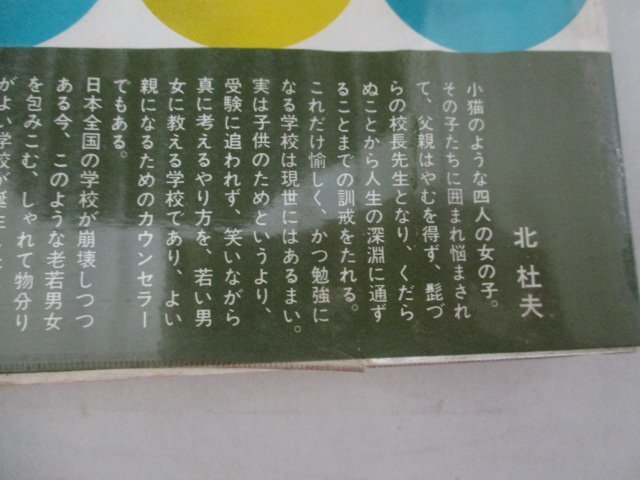 北 杜夫
小猫のような四人の女の子。
その子たちに囲まれ悩まされ
て、父親はやむを得ず、髭づ
らの校長先生となり、くだら
ぬことから人生の深淵に通ず
ることまでの訓戒をたれる。
これだけ愉しく、かつ勉強に
なる学校は現世にはあるまい。
実は子供のためというより、
受験に追われず、笑いながら
真に考えるやり方を、若い男
女に教える学校であり、よい
親になるためのカウンセラー
でもある。
日本全国の学校が崩壊しつつ
ある今、このような老若男女
を包みこむ、しゃれて物分り
がよい学校が誕生